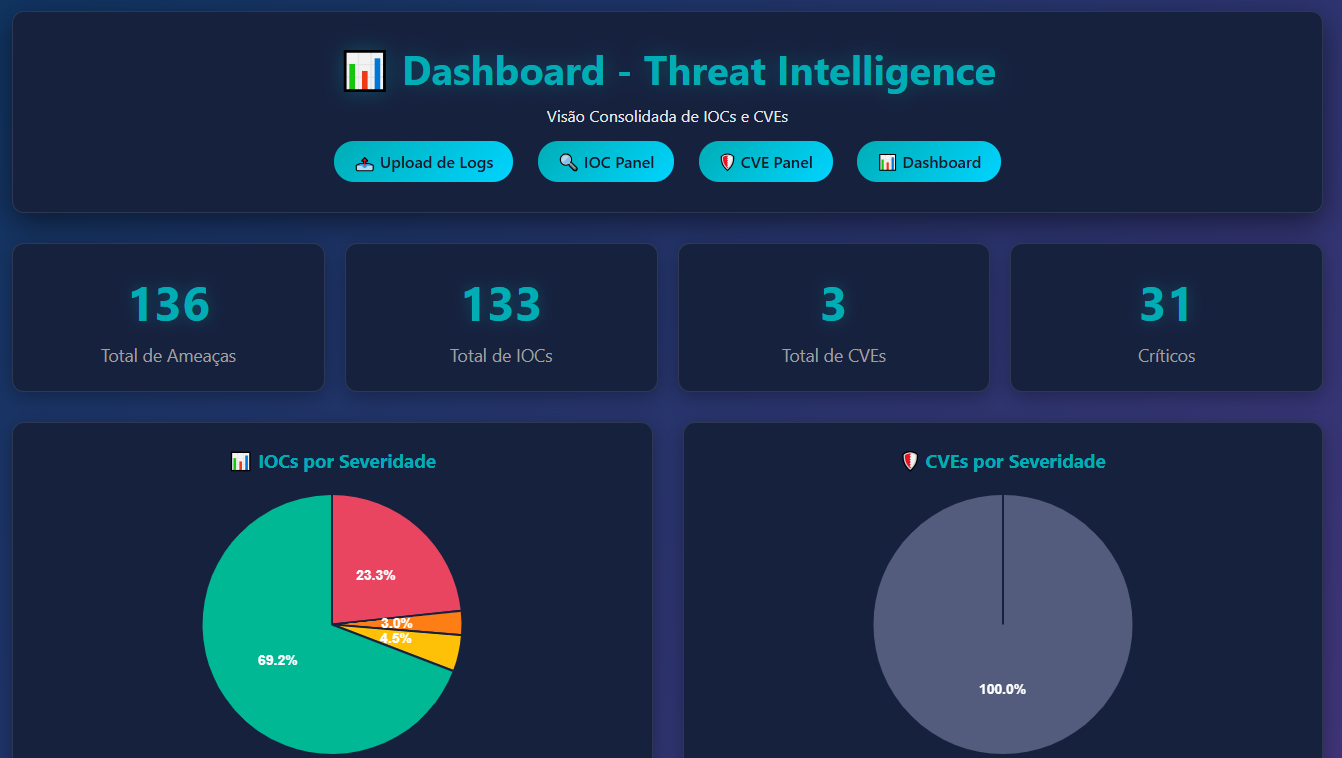 Dashboard - Threat Intelligence
Visão Consolidada de IOCs e CVEs
Upload de Logs
IOC Panel
CVE Panel
Dashboard
136
Total de Ameaças
133
Total de IOCs
3
Total de CVEs
31
Críticos
IOCs por Severidade
23.3%
3.0%
4.5%
69.2%
CVEs por Severidade
100.0%